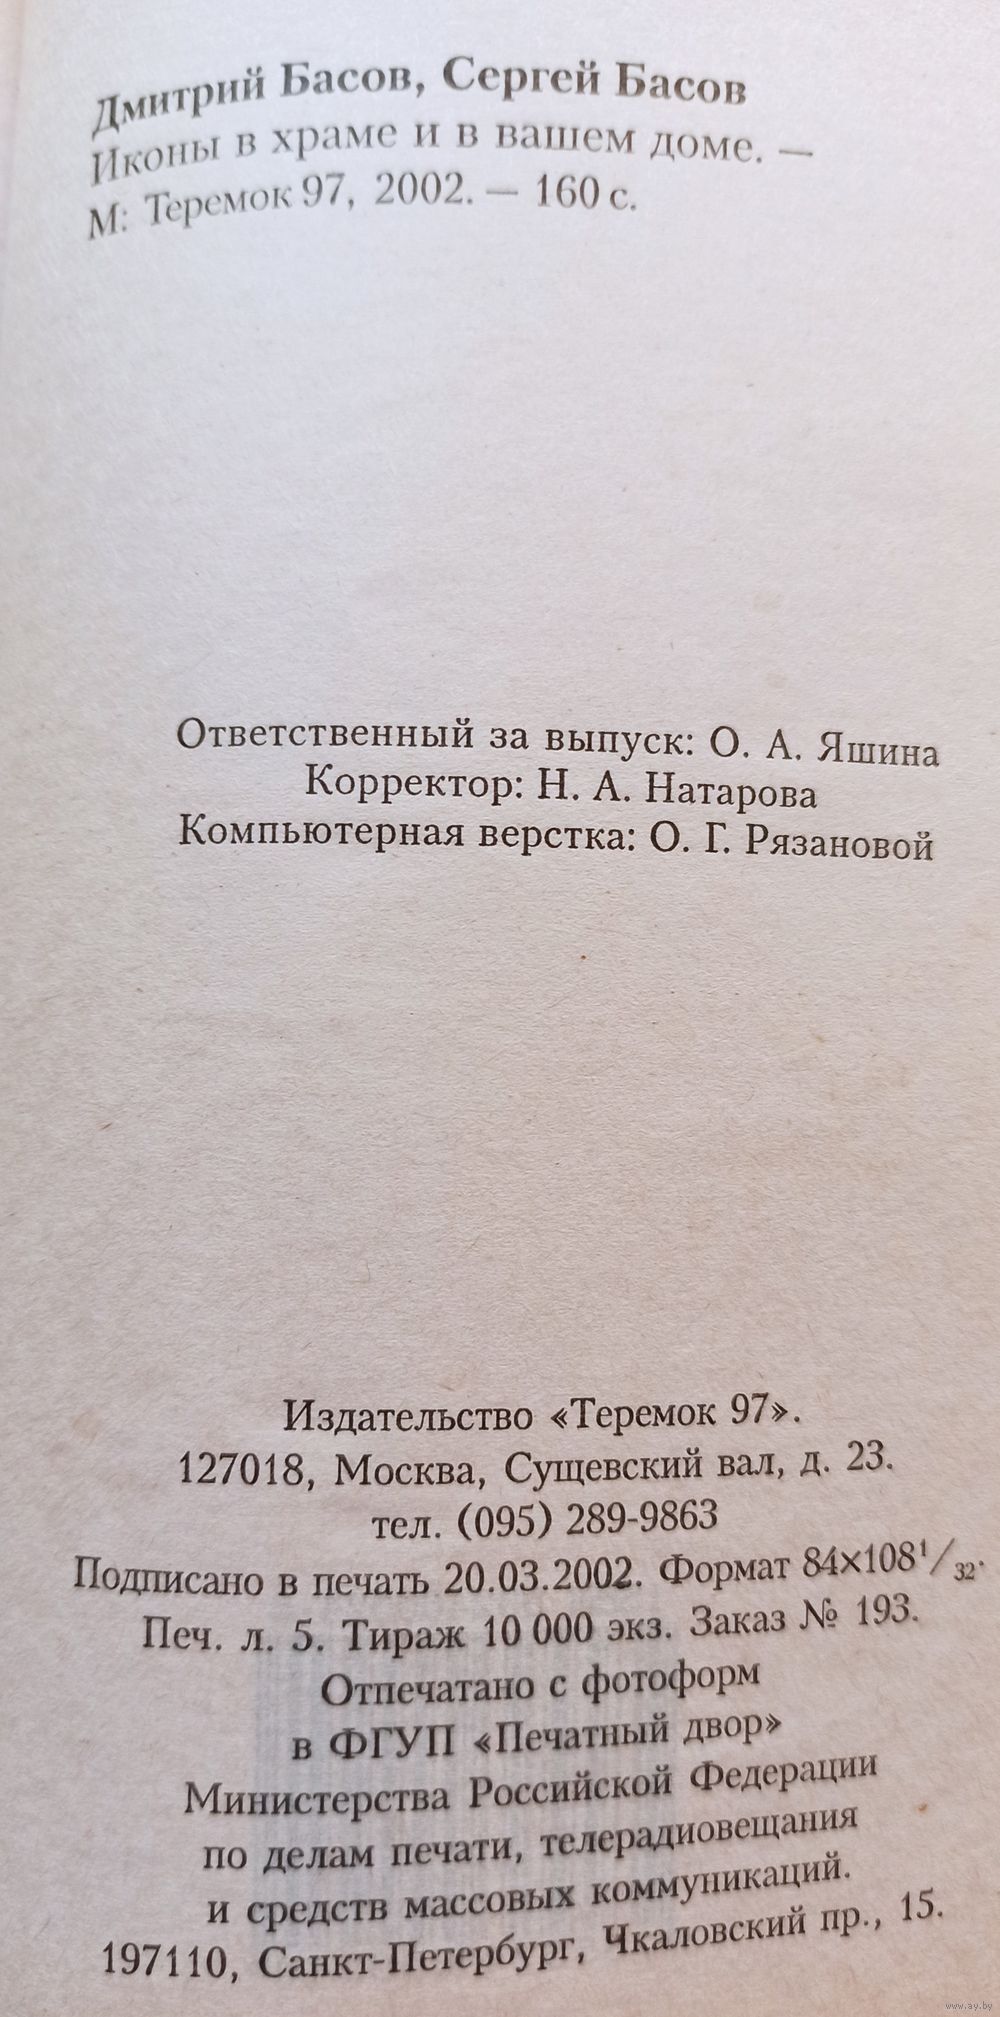 Дмитрий Басов, Сергей Басов
Иконы в храме и в вашем доме. —
М: Теремок 97, 2002. — 160 с.
Ответственный за выпуск: О. А. Яшина
Корректор: Н. А. Натарова
Компьютерная верстка: О. Г. Рязановой
Издательство «Теремок 97».
127018, Москва, Сущевский вал, д. 23.
тел. (095) 289-9863
Подписано в печать 20.03.2002. Формат 84×108¹/₃₂.
Печ. л. 5. Тираж 10 000 экз. Заказ № 193.
Отпечатано с фотоформ
в ФГУП «Печатный двор»
Министерства Российской Федерации
по делам печати, телерадиовещания
и средств массовых коммуникаций.
197110, Санкт-Петербург, Чкаловский пр., 15.
www.ay.by